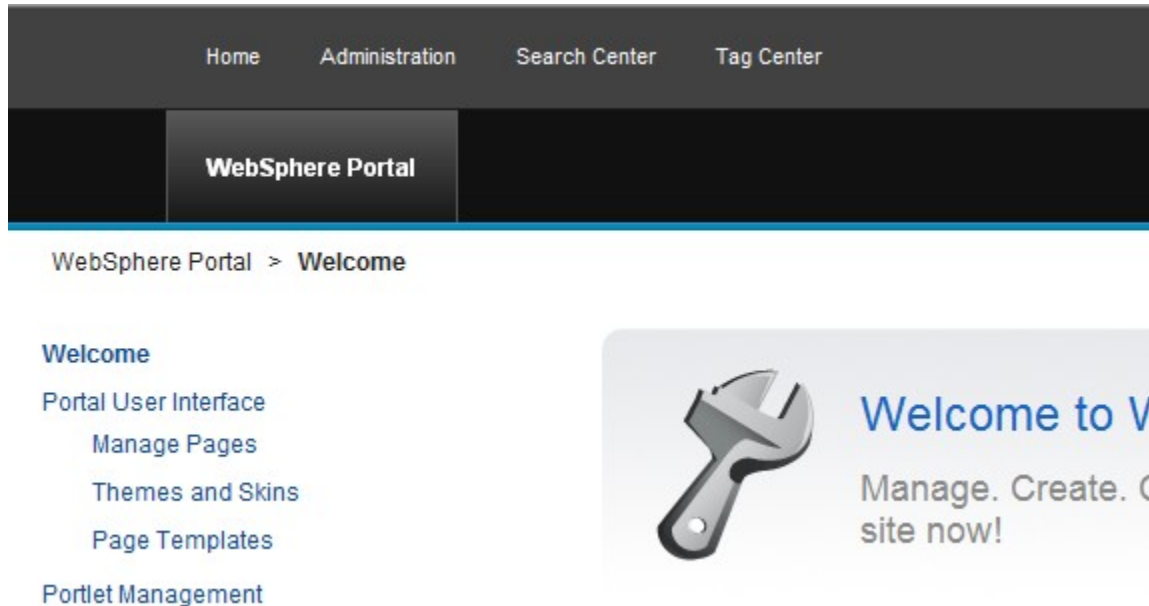 Home Administration Search Center Tag Center
WebSphere Portal
WebSphere Portal > Welcome
Welcome
Portal User Interface
Manage Pages
Themes and Skins
Page Templates
Portlet Management
Welcome to
Manage. Create.
site now!